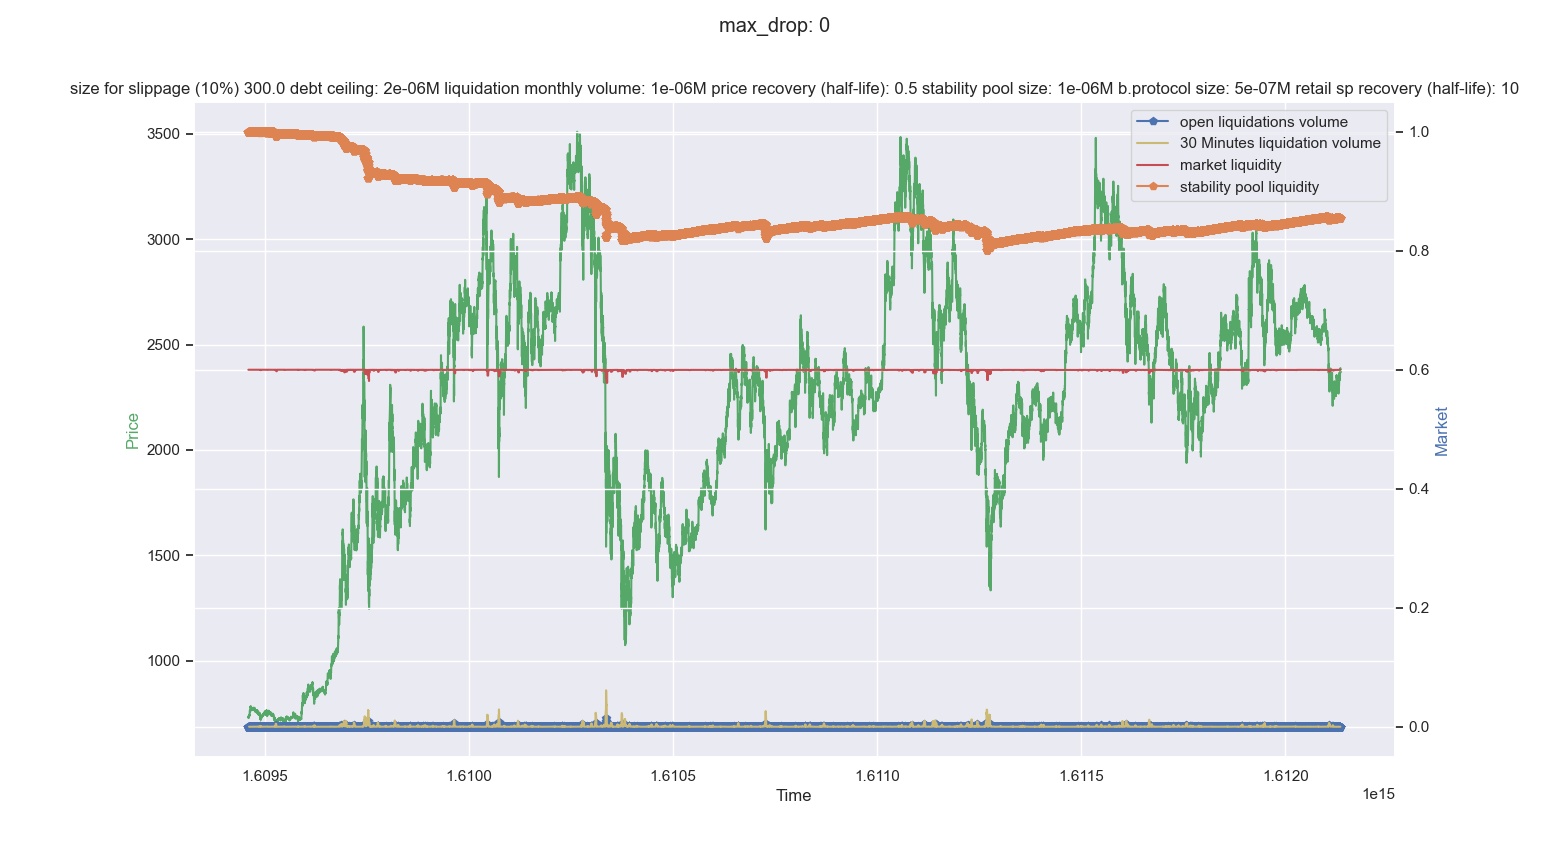 max_drop: 0
size for slippage (10%) 300.0 debt ceiling: 2e-06M liquidation monthly volume: 1e-06M price recovery (half-life): 0.5 stability pool size: 1e-06M b.protocol size: 5e-07M retail sp recovery (half-life): 10
open liquidations volume
30 Minutes liquidation volume
market liquidity
stability pool liquidity
3500
3000
2500
2000
1500
1000
Price
1.0
0.8
0.6
0.4
0.2
0.0
Market
1.6095 1.6100 1.6105 1.6110 1.6115 1.6120
Time
1e15